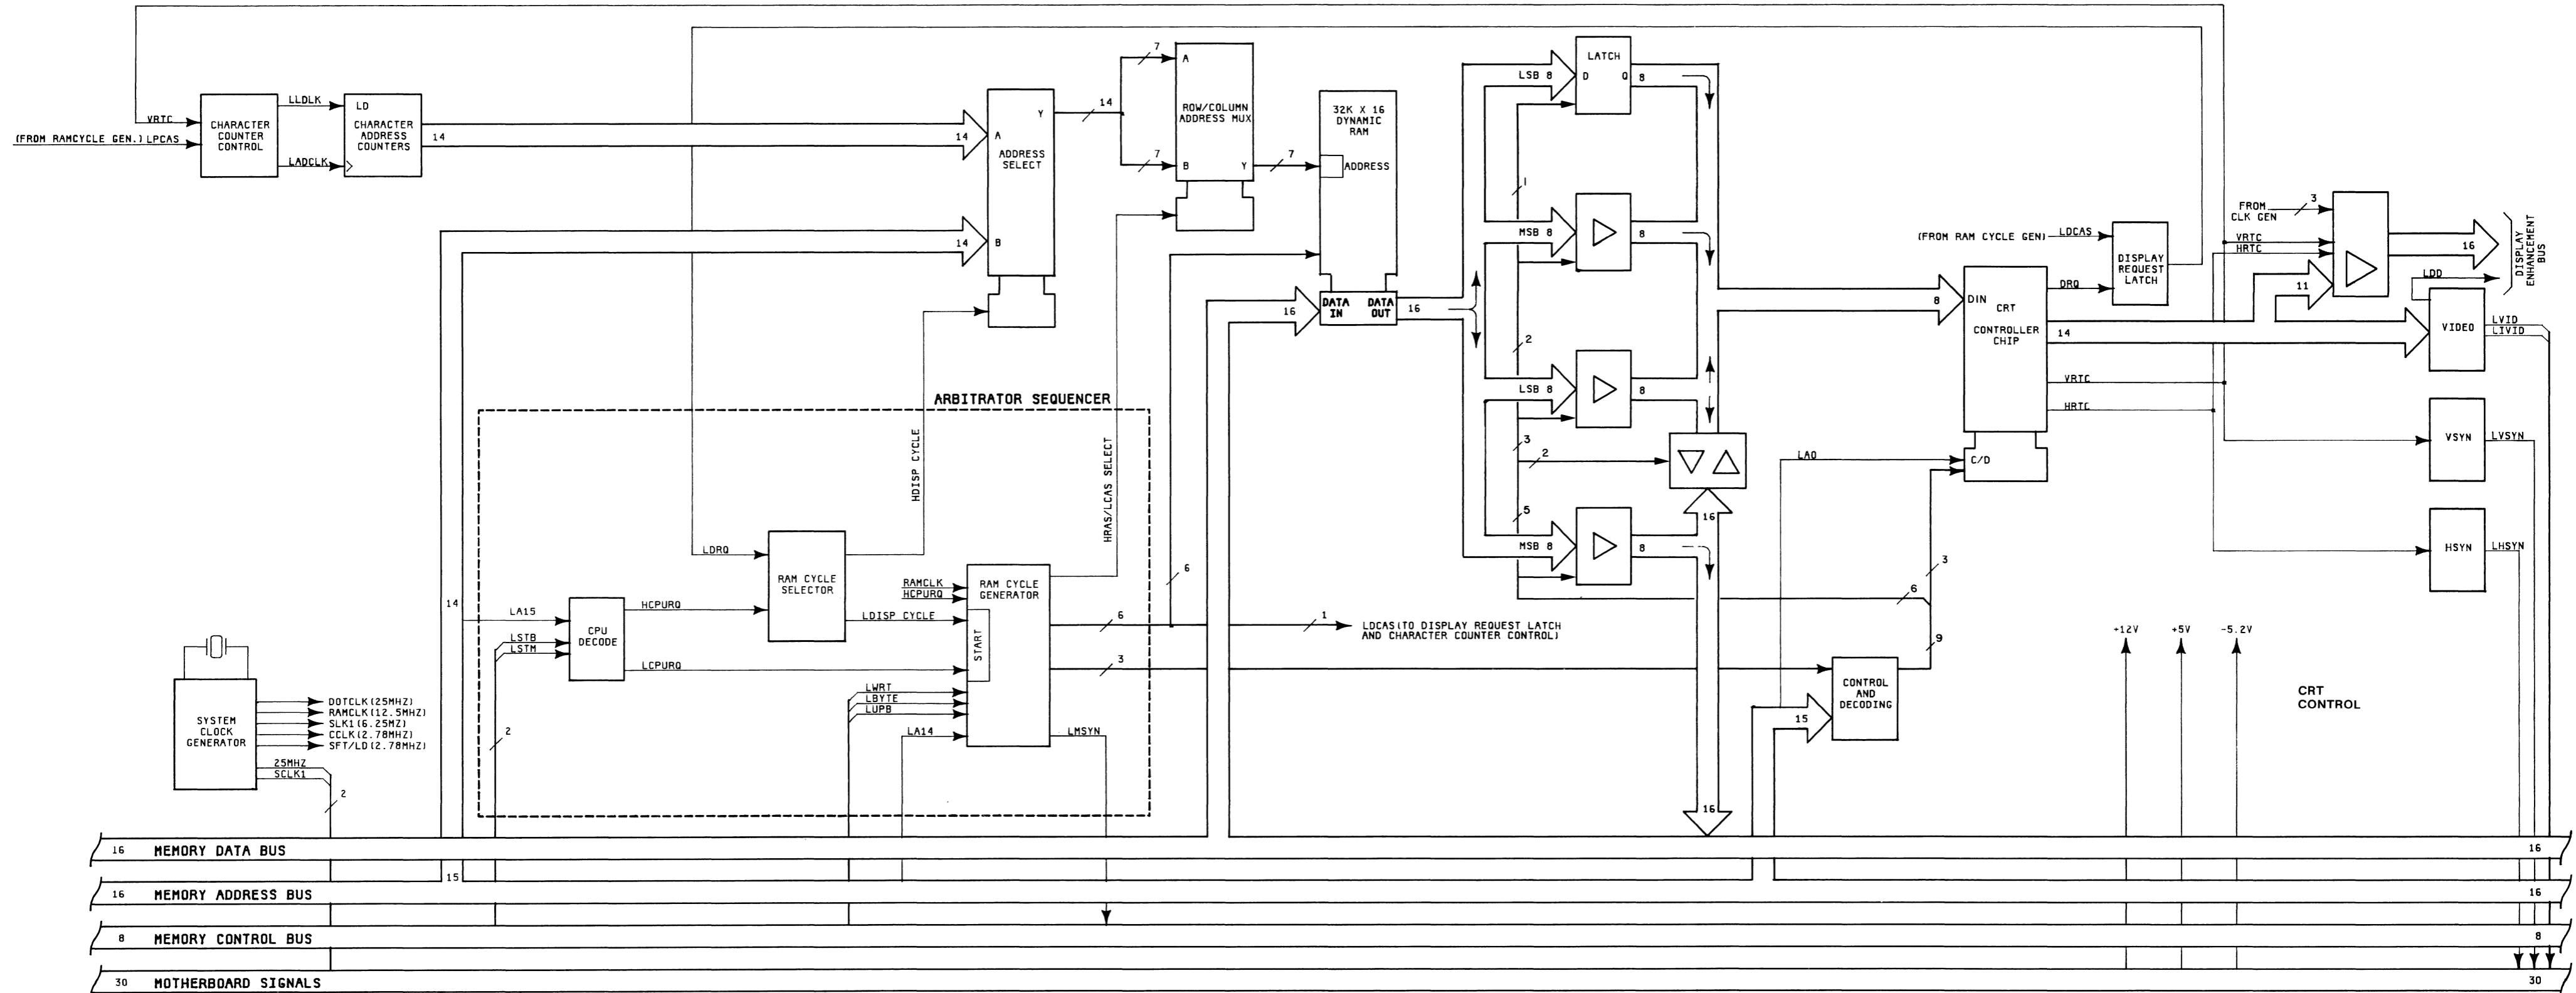 VRTC
(FROM RAMCYCLE GEN.) LPCAS
CHARACTER
COUNTER
CONTROL
LLDLK
LADCLK
LD
CHARACTER
ADDRESS
COUNTERS
14
14
A
14
B
Y
ADDRESS
SELECT
14
7
7
A
ROW/COLUMN
ADDRESS MUX
B
Y
7
32K X 16
DYNAMIC
RAM
ADDRESS
16
DATA
IN
DATA
OUT
16
LATCH
LSB 8
D
Q
8
1
MSB 8
8
2
LSB 8
8
3
2
5
MSB 8
8
16
16
6
3
9
8
DIN
CRT
CONTROLLER
CHIP
C/D
LAO
(FROM RAM CYCLE GEN) LDCAS
DRQ
DISPLAY
REQUEST
LATCH
14
VRTC
HRTC
FROM
CLK GEN
3
VRTC
HRTC
11
16
DISPLAY
ENHANCEMENT
BUS
LDD
VIDEO
LVID
LIVID
VSYN
LVSYN
HSYN
LHSYN
ARBITRATOR SEQUENCER
HDISP CYCLE
HRAS/LCAS SELECT
LDRQ
RAM CYCLE
SELECTOR
LA15
LSTB
LSTM
CPU
DECODE
HCPURQ
LCPURQ
LDISP CYCLE
RAMCLK
HCPURQ
RAM CYCLE
GENERATOR
START
LWRT
LBYTE
LUPB
LA14
LMSYN
6
6
3
1
LDCAS(TO DISPLAY REQUEST LATCH
AND CHARACTER COUNTER CONTROL)
CONTROL
AND
DECODING
15
14
2
SYSTEM
CLOCK
GENERATOR
DOTCLK(25MHZ)
RAMCLK(12.5MHZ)
SLK1(6.25MZ)
CCLK(2.78MHZ)
SFT/LD(2.78MHZ)
25MHZ
SCLK1
2
+12V
+5V
-5.2V
CRT
CONTROL
16 MEMORY DATA BUS 16
15
16 MEMORY ADDRESS BUS 16
8 MEMORY CONTROL BUS 8
30 MOTHERBOARD SIGNALS 30